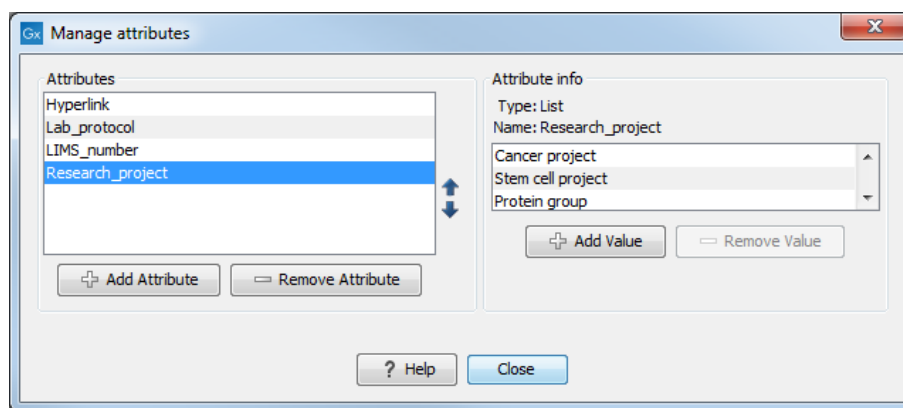 Gx Manage attributes
Attributes
Hyperlink
Lab_protocol
LIMS_number
Research_project
Add Attribute
Remove Attribute
Attribute info
Type: List
Name: Research_project
Cancer project
Stem cell project
Protein group
Add Value
Remove Value
? Help
Close